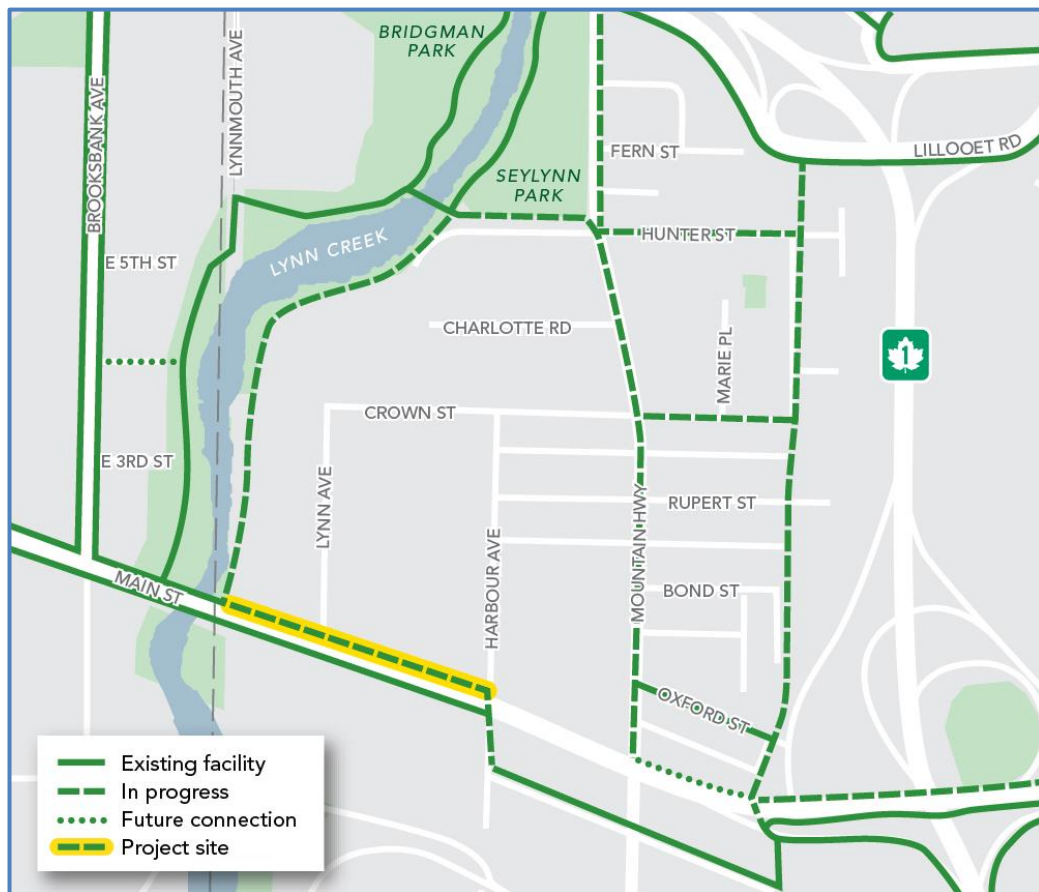 BRIDGMAN
PARK
LYNNMOUTH AVE
BROOKSBANK AVE
FERN ST
LILLOOET RD
SEYLYNN
PARK
HUNTER ST
LYNN CREEK
E 5TH ST
CHARLOTTE RD
1
MARIE PL
CROWN ST
E 3RD ST
RUPERT ST
LYNN AVE
HARBOUR AVE
MOUNTAIN HWY
MAIN ST
BOND ST
OXFORD ST
Existing facility
In progress
Future connection
Project site